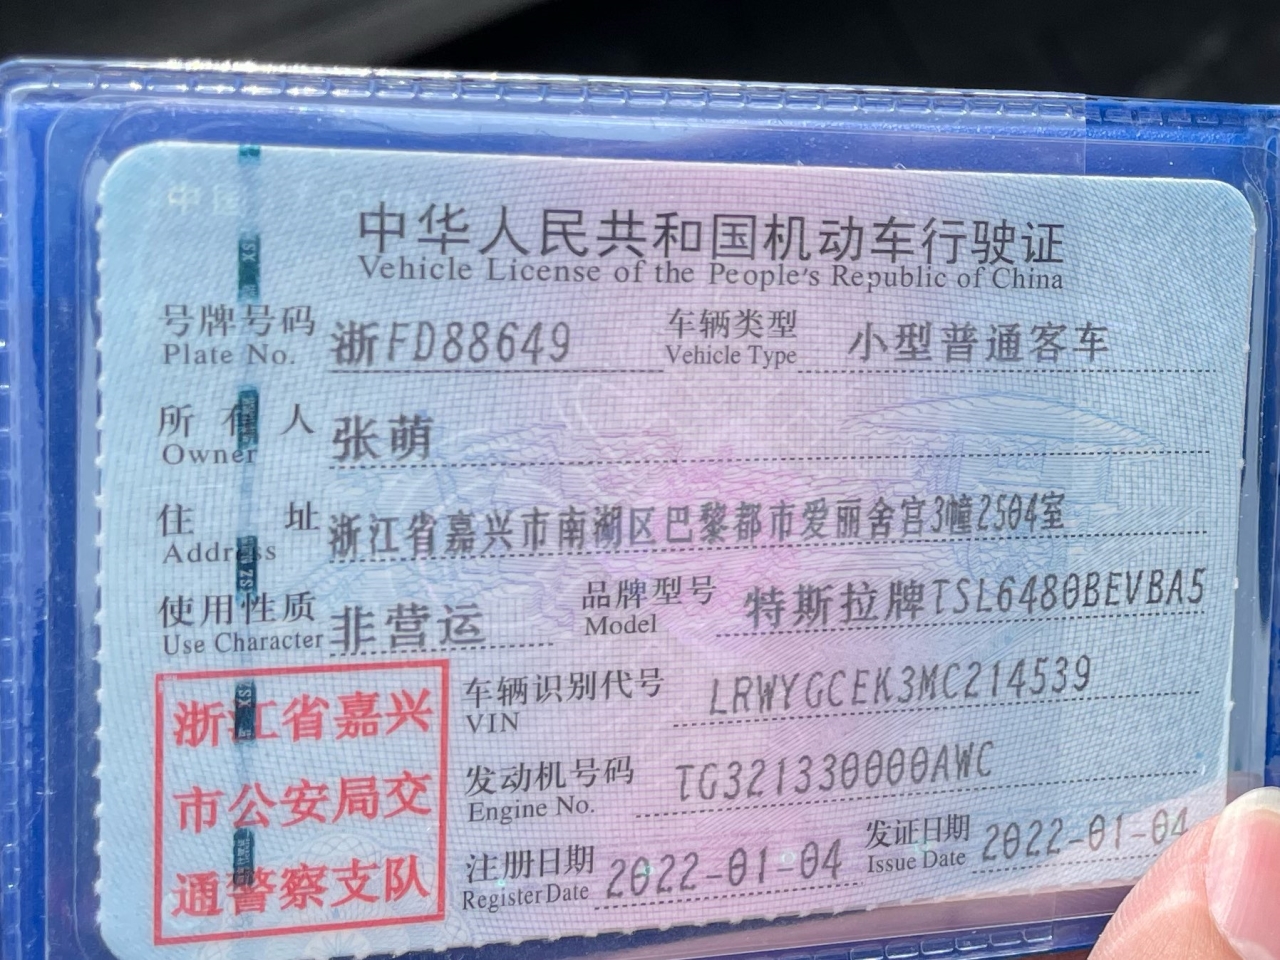 中华人民共和国机动车行驶证
Vehicle License of the People's Republic of China
号牌号码 浙FD88649 车辆类型 小型普通客车
Plate No. Vehicle Type
所有人 张萌
Owner
住址 浙江省嘉兴市南湖区巴黎都市爱丽舍宫3幢2504室
Address
使用性质 非营运 品牌型号 特斯拉牌TSL6480BEVBA5
Use Character Model
浙江省嘉兴
市公安局交
通警察支队
车辆识别代号 LRWYGCEK3MC214539
VIN
发动机号码 TG321330000AWC
Engine No.
注册日期 2022-01-04 发证日期 2022-01-04
Register Date Issue Date